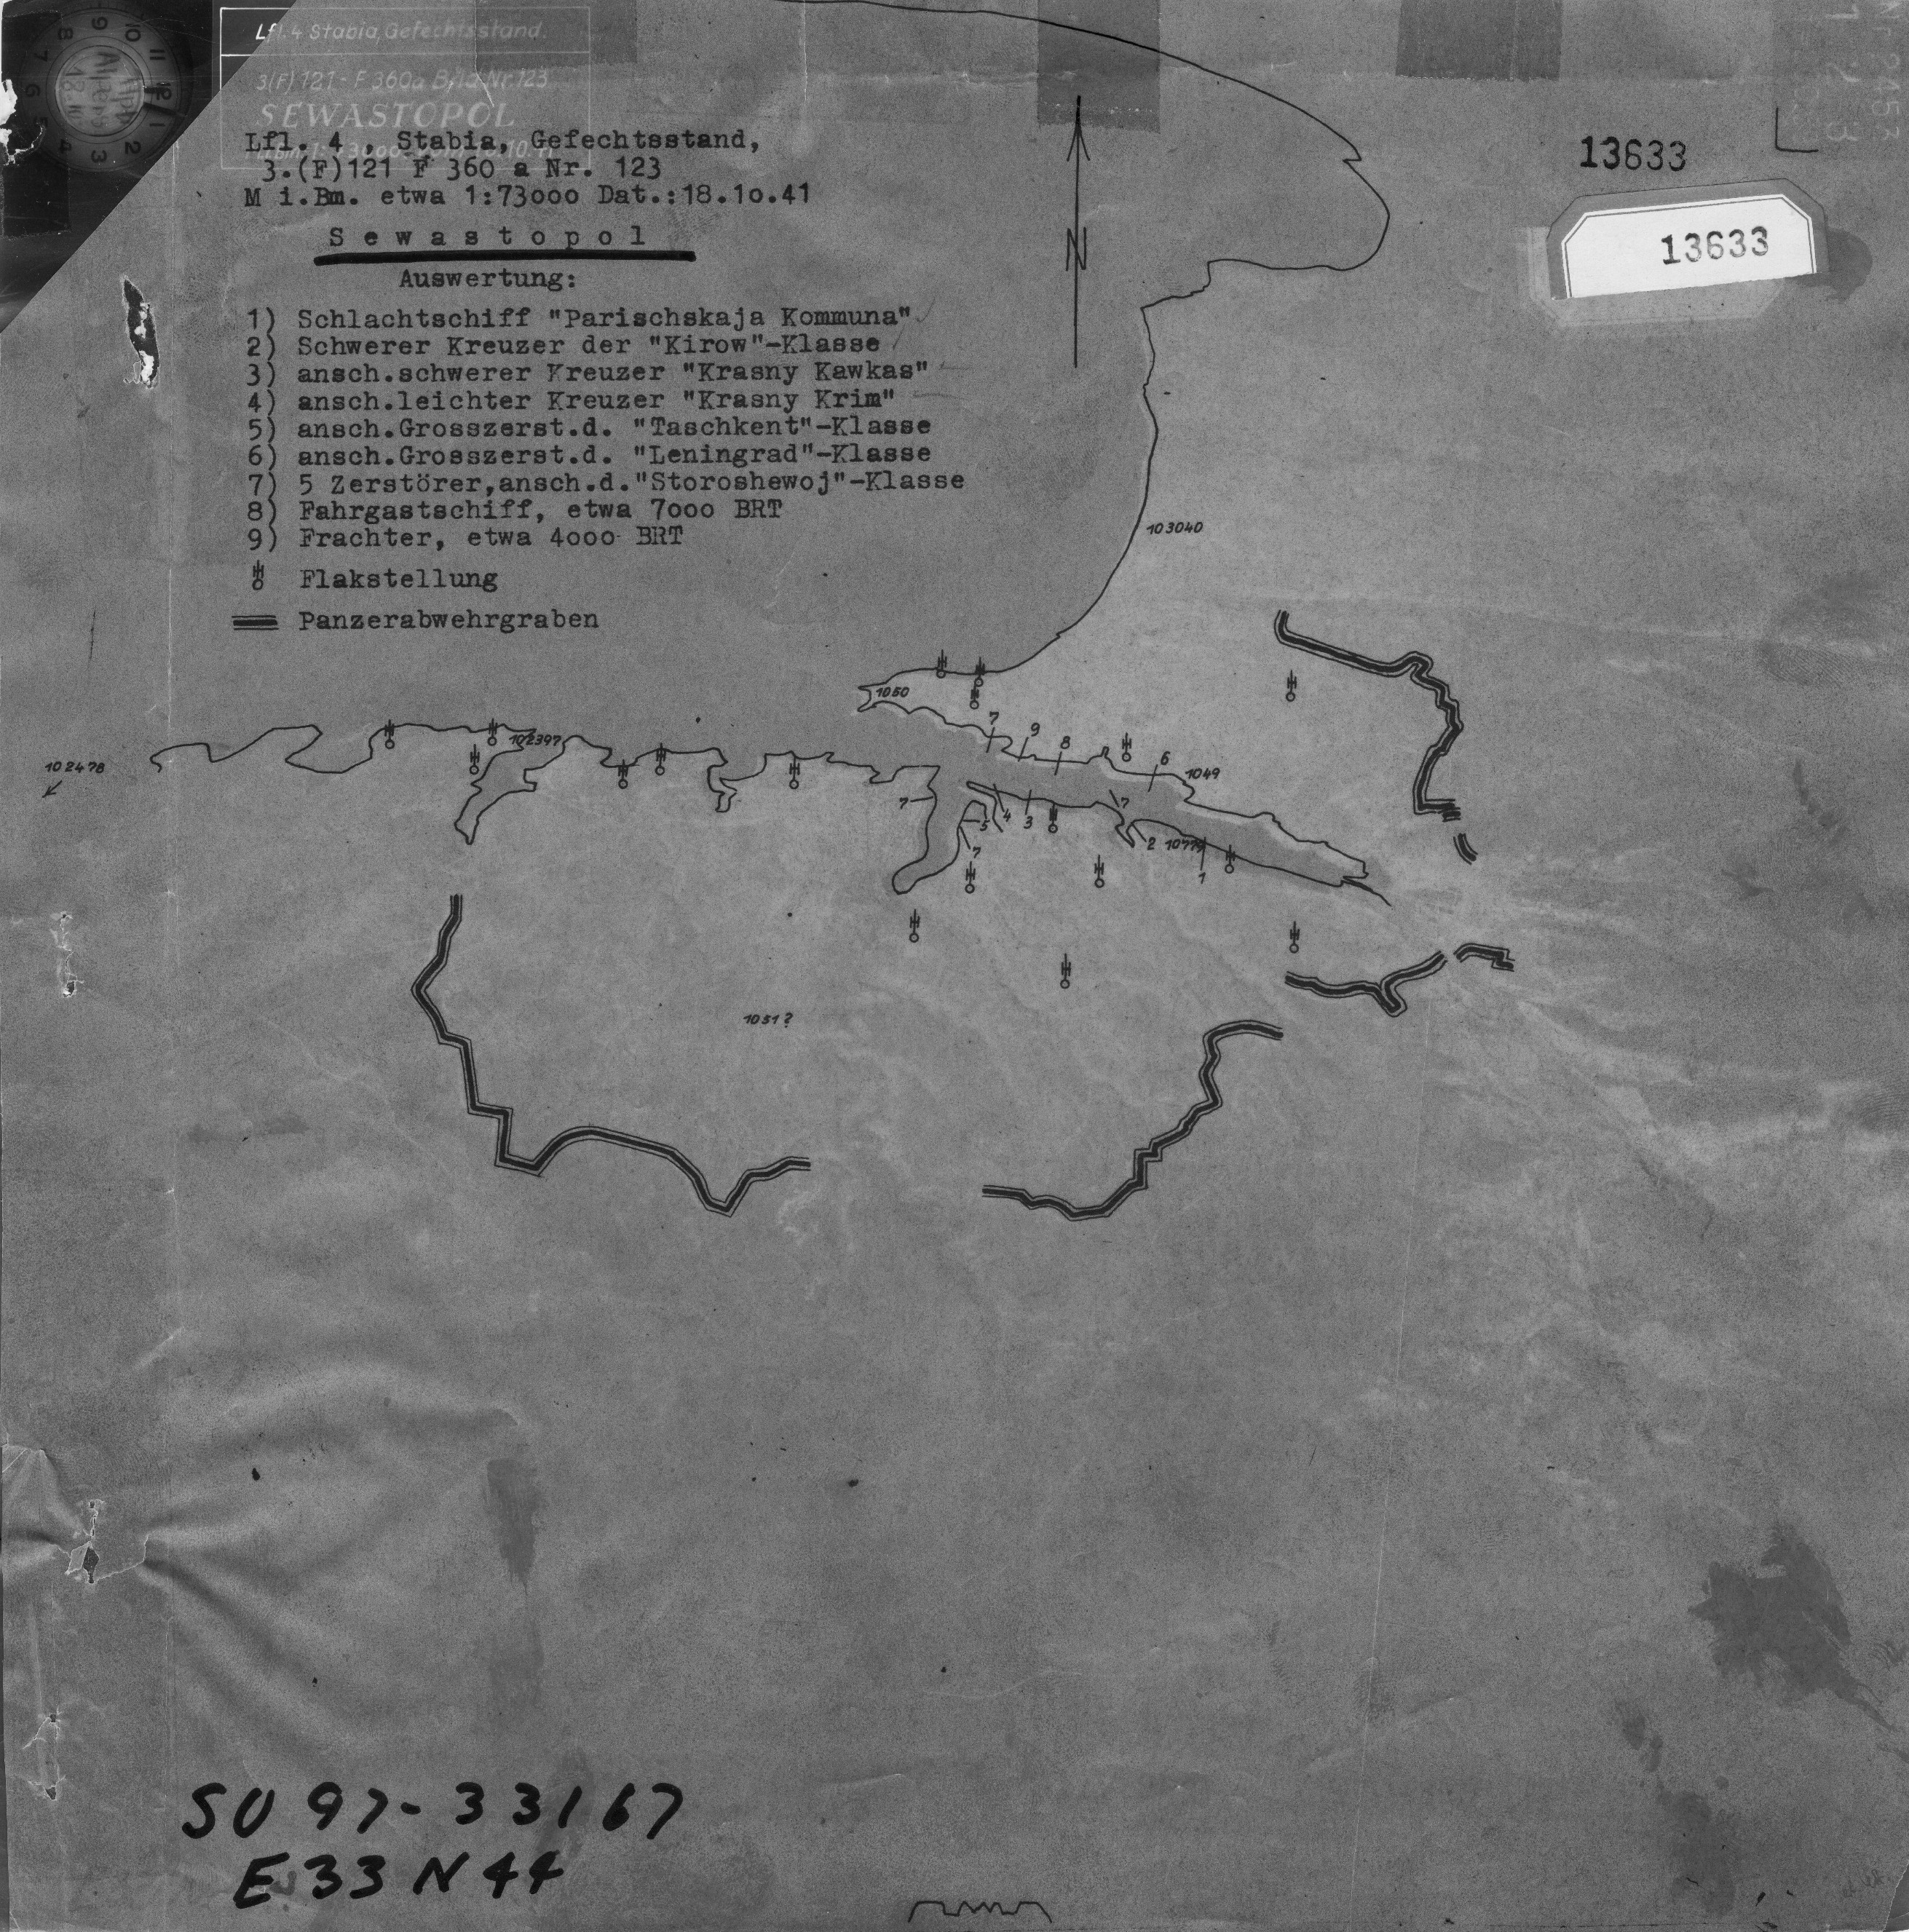 Lfl. 4 Stabia, Gefechtsstand.
3(F) 121 - F 360a Bild Nr. 123
SEWASTOPOL
Lfl. 4 , Stabia, Gefechtsstand,
3.(F)121 F 360 a Nr. 123
M i.Bm. etwa 1:73ooo Dat.:18.1o.41
Sewastopol
Auswertung:
1) Schlachtschiff "Parischskaja Kommuna"
2) Schwerer Kreuzer der "Kirow"-Klasse
3) ansch.schwerer Kreuzer "Krasny Kawkas"
4) ansch.leichter Kreuzer "Krasny Krim"
5) ansch.Grosszerst.d. "Taschkent"-Klasse
6) ansch.Grosszerst.d. "Leningrad"-Klasse
7) 5 Zerstörer,ansch.d."Storoshewoj"-Klasse
8) Fahrgastschiff, etwa 7ooo BRT
9) Frachter, etwa 4ooo BRT
Flakstellung
Panzerabwehrgraben
N
13633
13633
103040
1050
7
9
8
6
1049
102397
102478
7
5
4
3
7
7
2
1
1051?
SU 97-33167
E 33 N 44